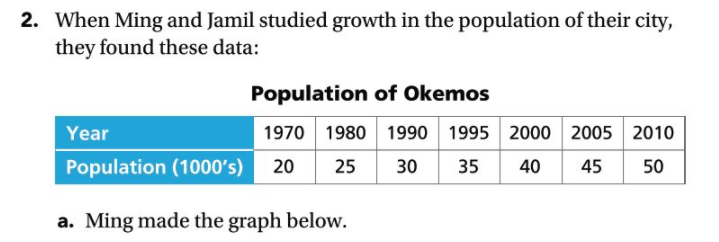 2. When Ming and Jamil studied growth in the population of their city,
they found these data:
Population of Okemos
Year 1970 1980 1990 1995 2000 2005 2010
Population (1000's) 20 25 30 35 40 45 50
a. Ming made the graph below.